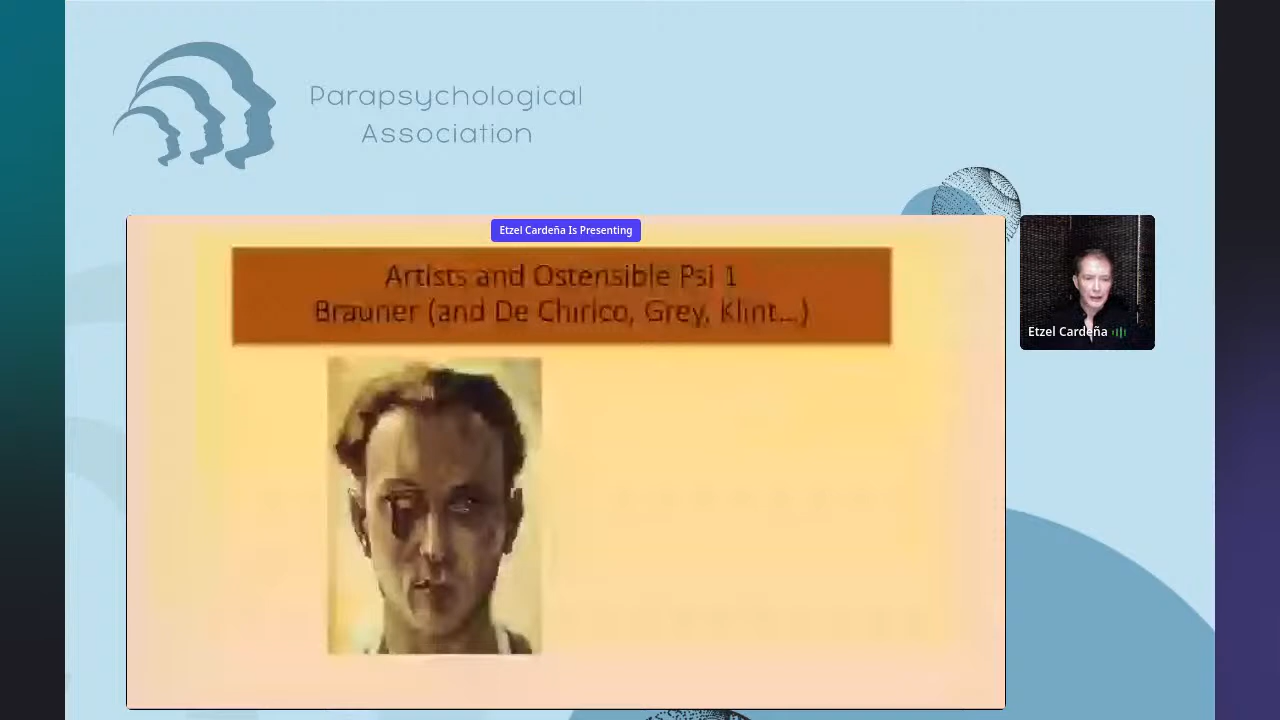 Parapsychological
Association
Etzel Cardeña Is Presenting
Artists and Ostensible Psi 1
Brauner (and De Chirico, Grey, Klint...)
Etzel Cardeña